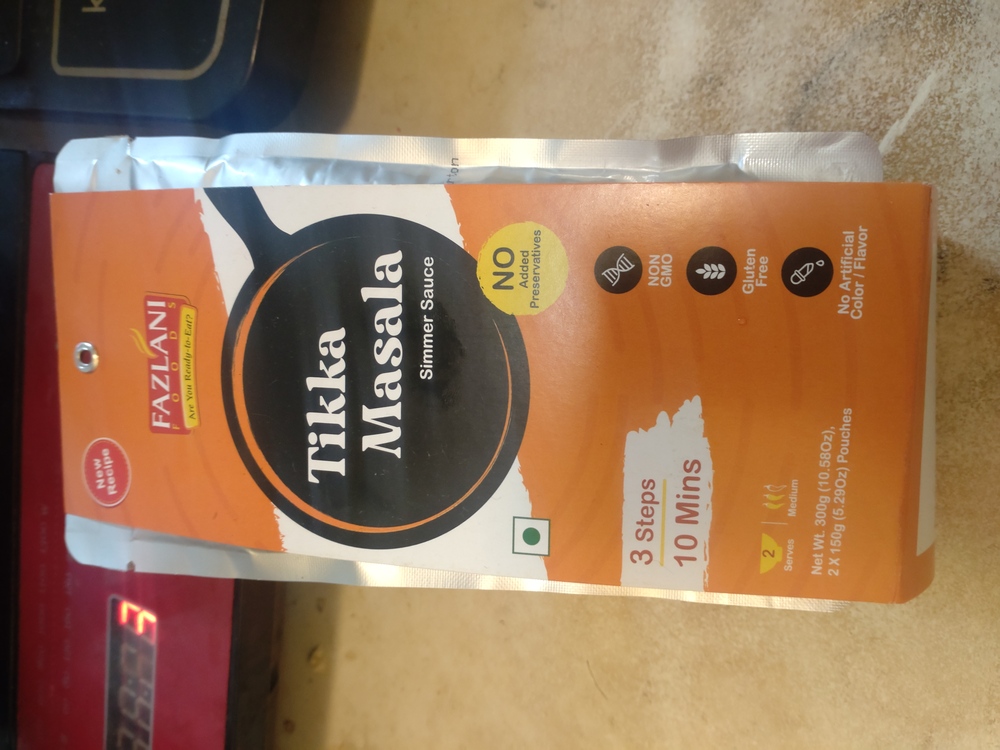 New
Recipe
FAZLANI
FOODS
Are You Ready-to-Eat?
Tikka
Masala
Simmer Sauce
NO
Added
Preservatives
NON
GMO
Gluten
Free
No Artificial
Color / Flavor
3 Steps
10 Mins
2
Serves
Medium
Net Wt. 300g (10.58Oz),
2 X 150g (5.29Oz) Pouches